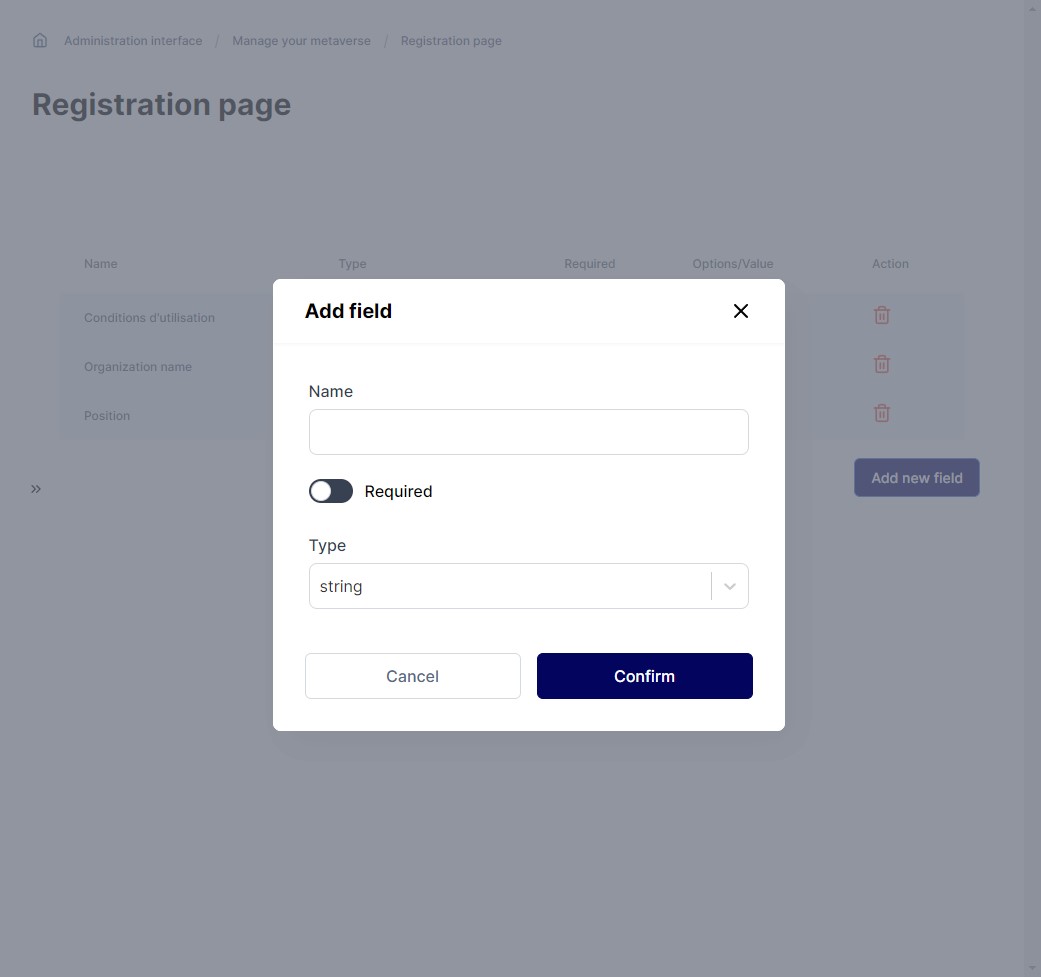 Administration interface / Manage your metaverse / Registration page
Registration page
Name Type Required Options/Value Action
Conditions d'utilisation
Organization name
Position
Add new field
Add field
Name
Required
Type
string
Cancel Confirm